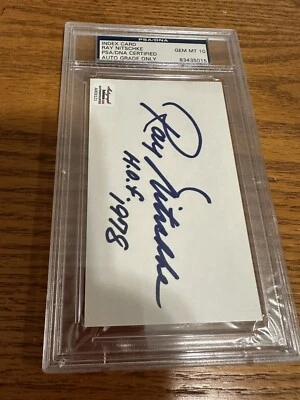 PSA/DNA
INDEX CARD
RAY NITSCHKE
PSA/DNA CERTIFIED
AUTO GRADE ONLY
GEM MT 10
83435015
Ray Nitschke
H.O.F. 1978